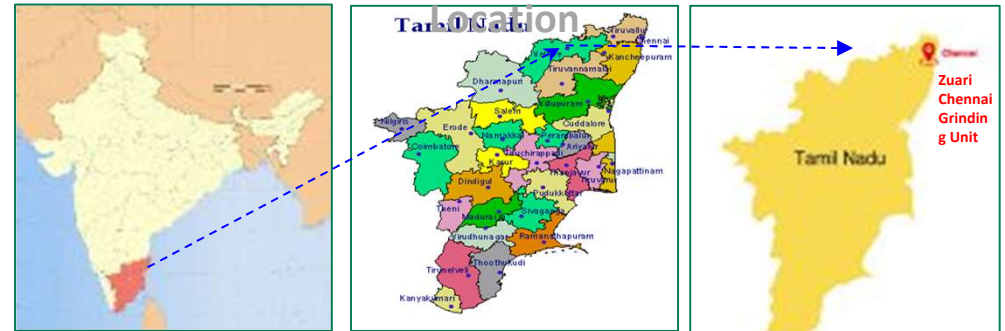 Location
Tamil Nadu
Tiruvallur
Chennai
Kancheepuram
Tiruvannamalai
Dharmapuri
Villupuram
Salem
Cuddalore
Nilgiris
Erode
Namakkal
Perambalur
Ariyalur
Coimbatore
Tiruchirappalli
Karur
Nagapattinam
Thanjavur
Dindigul
Pudukkottai
Theni
Sivaganga
Madurai
Virudhunagar
Ramanathapuram
Thoothukudi
Tirunelveli
Kanyakumari
Chennai
Zuari
Chennai
Grindin
g Unit
Tamil Nadu